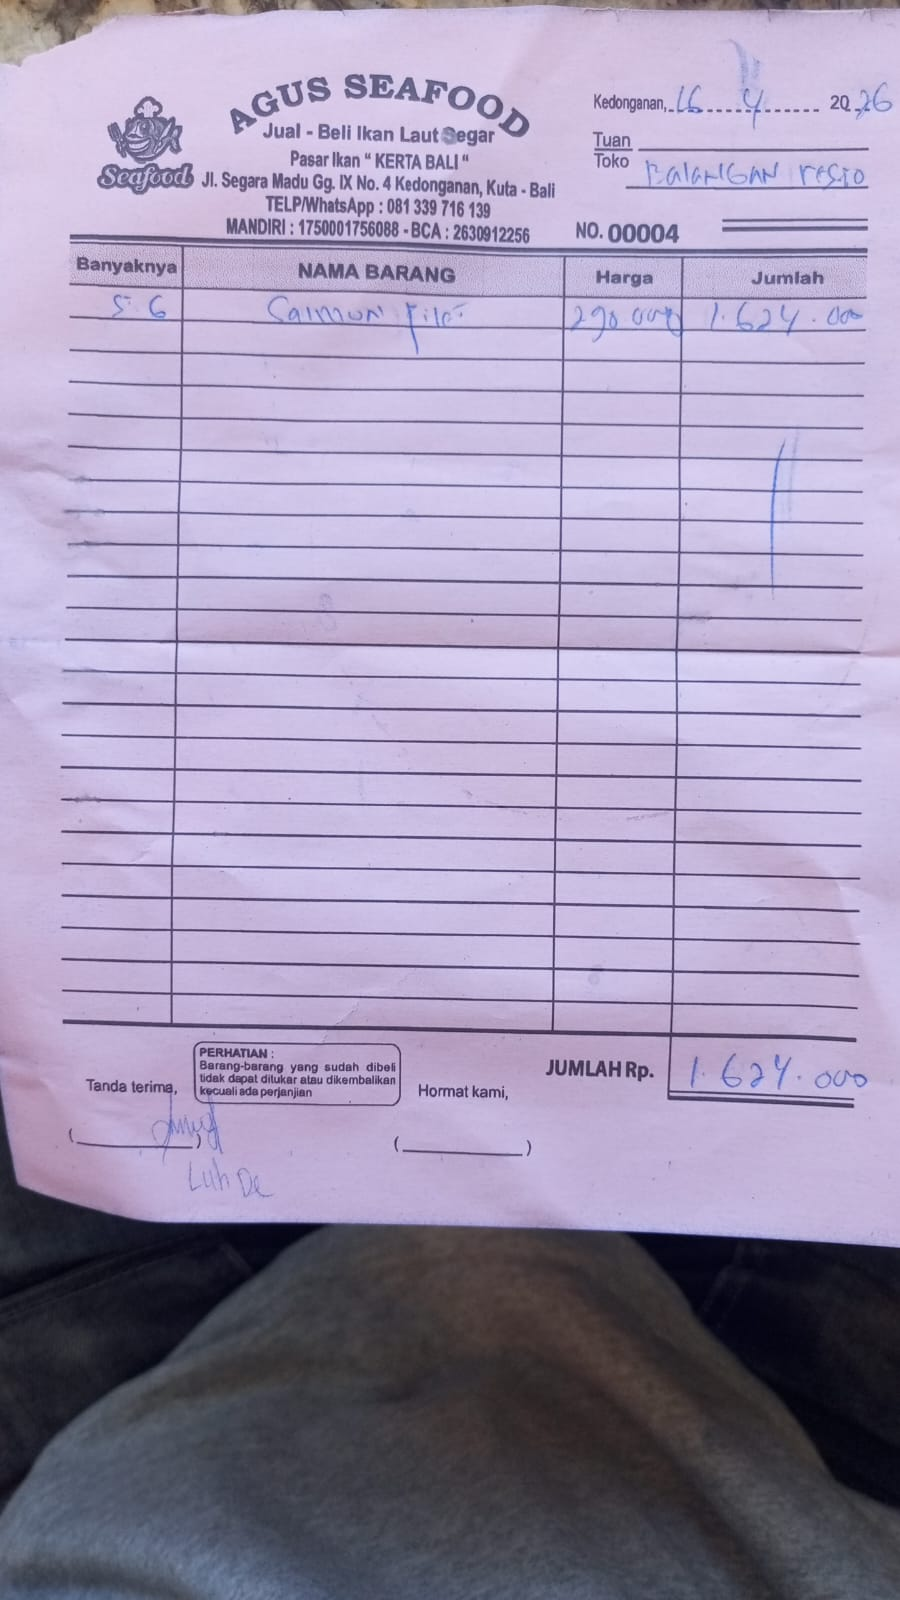 AGUS SEAFOOD
Jual - Beli Ikan Laut Segar
Pasar Ikan " KERTA BALI "
Jl. Segara Madu Gg. IX No. 4 Kedonganan, Kuta - Bali
TELP/WhatsApp : 081 339 716 139
MANDIRI : 1750001756088 - BCA : 2630912256
Seafood
Kedonganan, 16 4 2026
Tuan
Toko Balangan resto
NO. 00004
Banyaknya NAMA BARANG Harga Jumlah
5.6 Salmon Filet 290.000 1.624.000
JUMLAH Rp. 1.624.000
PERHATIAN :
Barang-barang yang sudah dibeli
tidak dapat ditukar atau dikembalikan
kecuali ada perjanjian
Tanda terima, Hormat kami,
Luh De